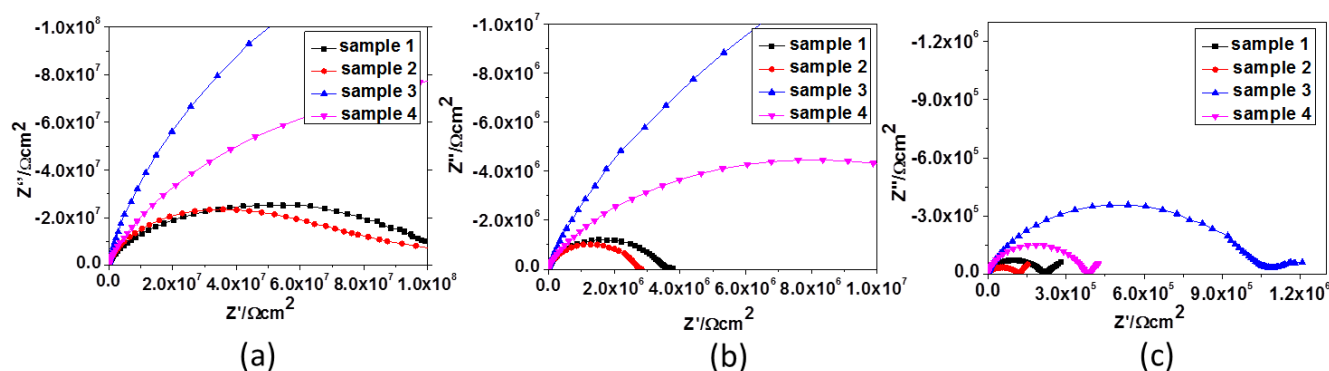 -1.0x10⁸
-8.0x10⁷
-6.0x10⁷
-4.0x10⁷
-2.0x10⁷
0.0
Z''/Ωcm²
sample 1
sample 2
sample 3
sample 4
0.0 2.0x10⁷ 4.0x10⁷ 6.0x10⁷ 8.0x10⁷ 1.0x10⁸
Z'/Ωcm²
(a)
-1.0x10⁷
-8.0x10⁶
-6.0x10⁶
-4.0x10⁶
-2.0x10⁶
0.0
Z''/Ωcm²
sample 1
sample 2
sample 3
sample 4
0.0 2.0x10⁶ 4.0x10⁶ 6.0x10⁶ 8.0x10⁶ 1.0x10⁷
Z'/Ωcm²
(b)
-1.2x10⁶
-9.0x10⁵
-6.0x10⁵
-3.0x10⁵
0.0
Z''/Ωcm²
sample 1
sample 2
sample 3
sample 4
0.0 3.0x10⁵ 6.0x10⁵ 9.0x10⁵ 1.2x10⁶
Z'/Ωcm²
(c)